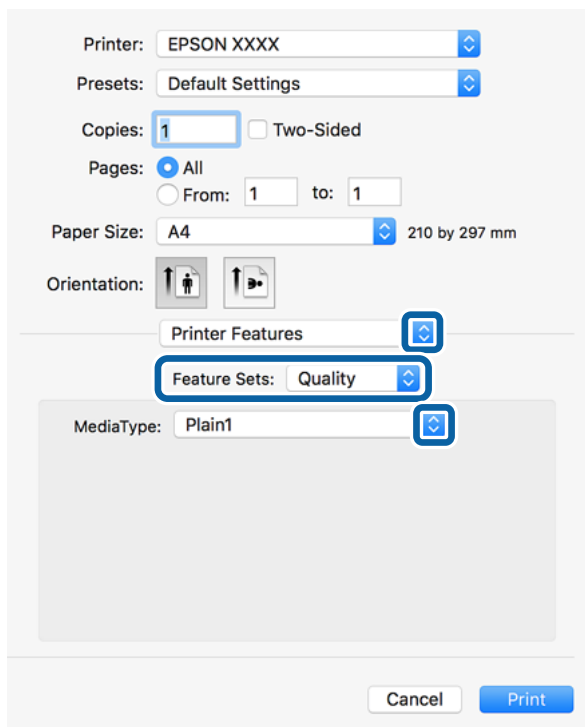 Printer: EPSON XXXX
Presets: Default Settings
Copies: 1 Two-Sided
Pages: All
From: 1 to: 1
Paper Size: A4 210 by 297 mm
Orientation:
Printer Features
Feature Sets: Quality
MediaType: Plain1
Cancel Print